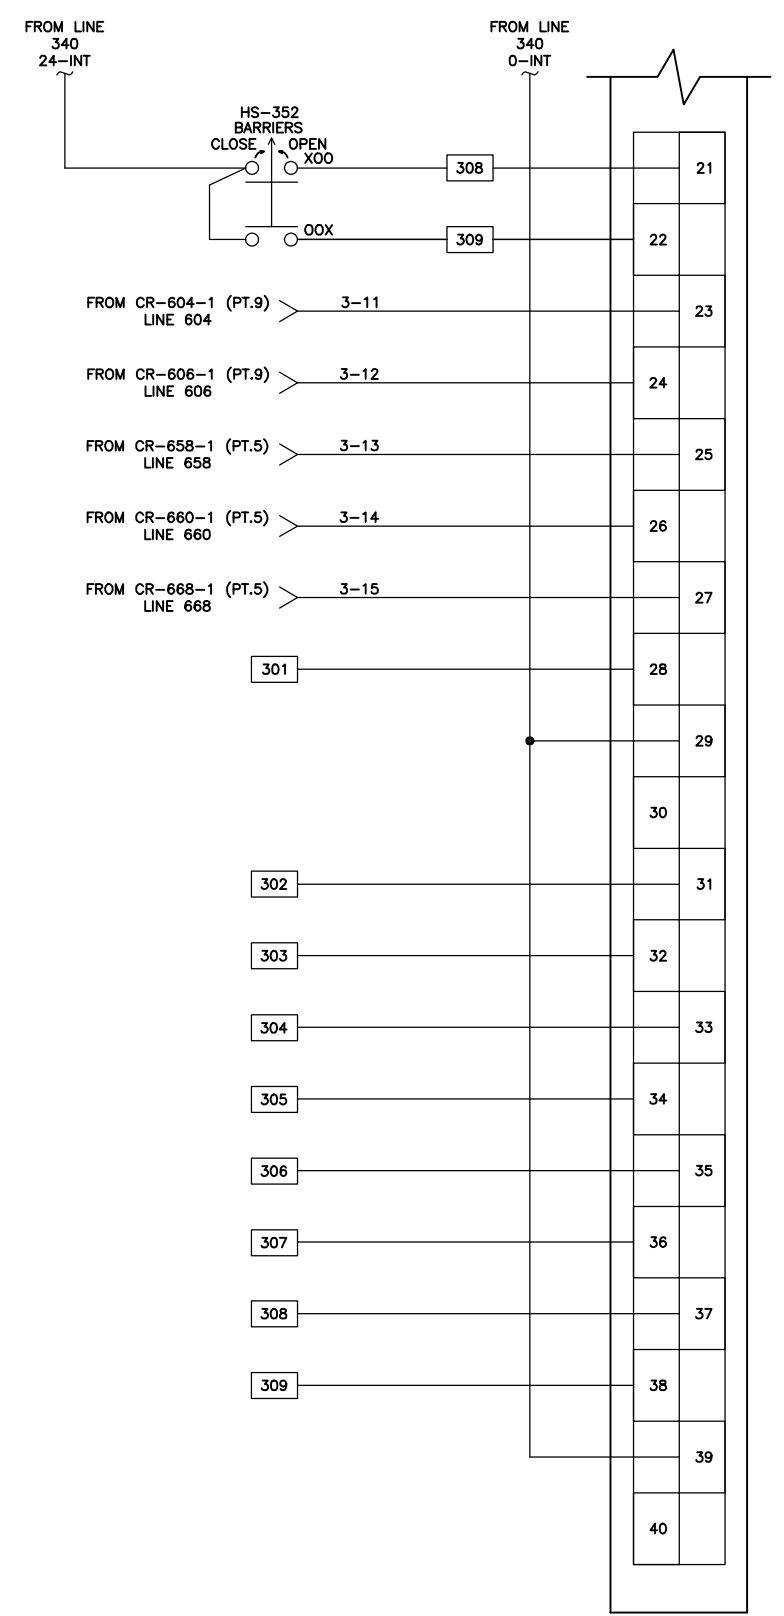 FROM LINE
340
24-INT
FROM LINE
340
0-INT
HS-352
BARRIERS
CLOSE OPEN
XOO
308
21
OOX
309
22
FROM CR-604-1 (PT.9)
LINE 604
3-11
23
FROM CR-606-1 (PT.9)
LINE 606
3-12
24
FROM CR-658-1 (PT.5)
LINE 658
3-13
25
FROM CR-660-1 (PT.5)
LINE 660
3-14
26
FROM CR-668-1 (PT.5)
LINE 668
3-15
27
301
28
29
30
302
31
303
32
304
33
305
34
306
35
307
36
308
37
309
38
39
40